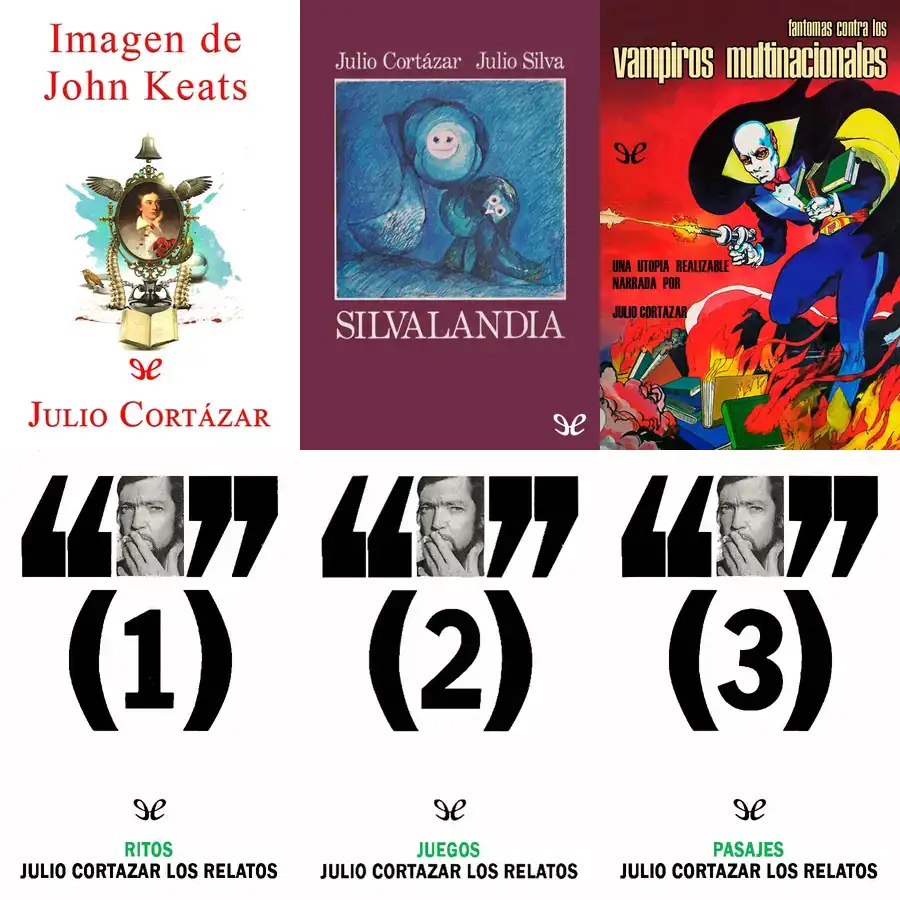 Imagen de
John Keats
JULIO CORTÁZAR
Julio Cortázar Julio Silva
SILVALANDIA
fantomas contra los
vampiros multinacionales
UNA UTOPIA REALIZABLE
NARRADA POR
JULIO CORTAZAR
“ ”
(1)
RITOS
JULIO CORTAZAR LOS RELATOS
“ ”
(2)
JUEGOS
JULIO CORTAZAR LOS RELATOS
“ ”
(3)
PASAJES
JULIO CORTAZAR LOS RELATOS